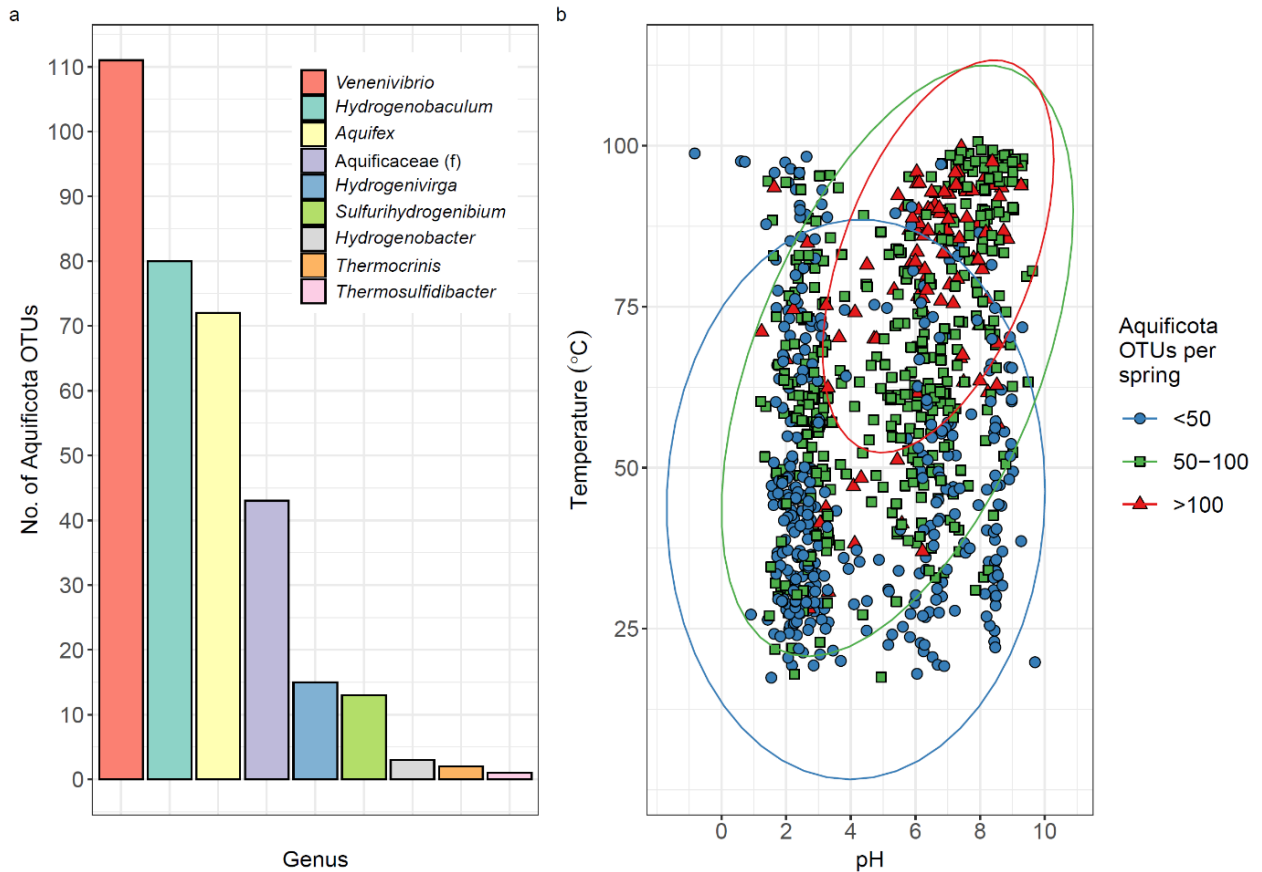 a
No. of Aquificota OTUs
110
100
90
80
70
60
50
40
30
20
10
0
Genus
Venenivibrio
Hydrogenobaculum
Aquifex
Aquificaceae (f)
Hydrogenivirga
Sulfurihydrogenibium
Hydrogenobacter
Thermocrinis
Thermosulfidibacter
b
Temperature (°C)
100
75
50
25
0 2 4 6 8 10
pH
Aquificota
OTUs per
spring
<50
50−100
>100